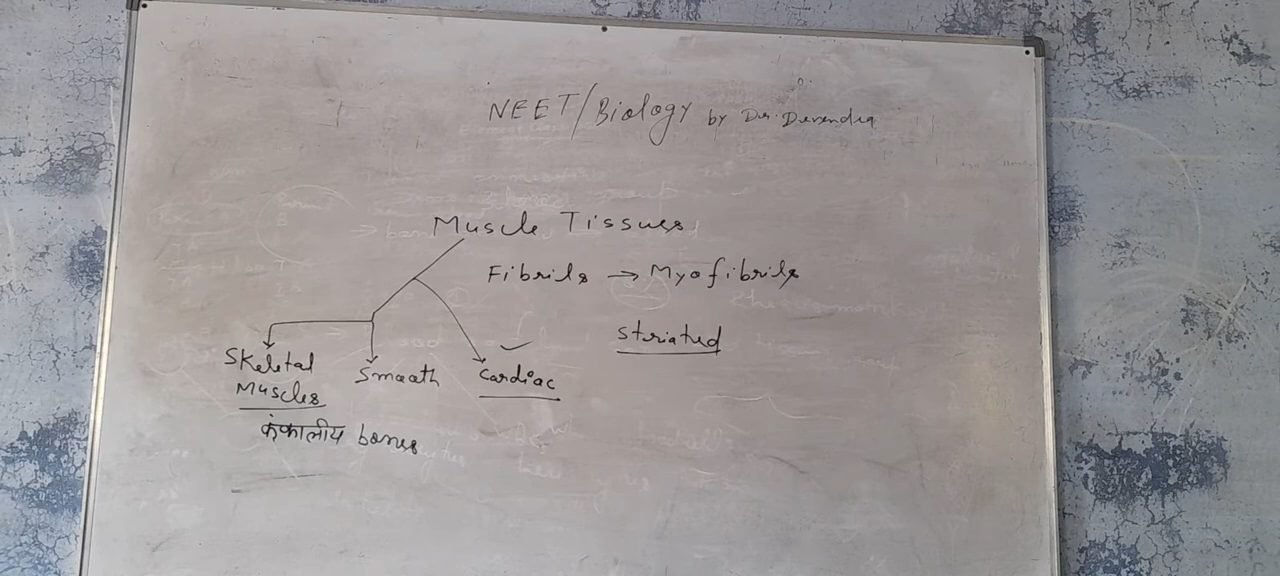 NEET/Biology by Dr. Devendra
Muscle Tissues
Fibrils → Myofibrils
Striated
Skeletal
Muscles
Smooth
Cardiac
कंकालीय bones